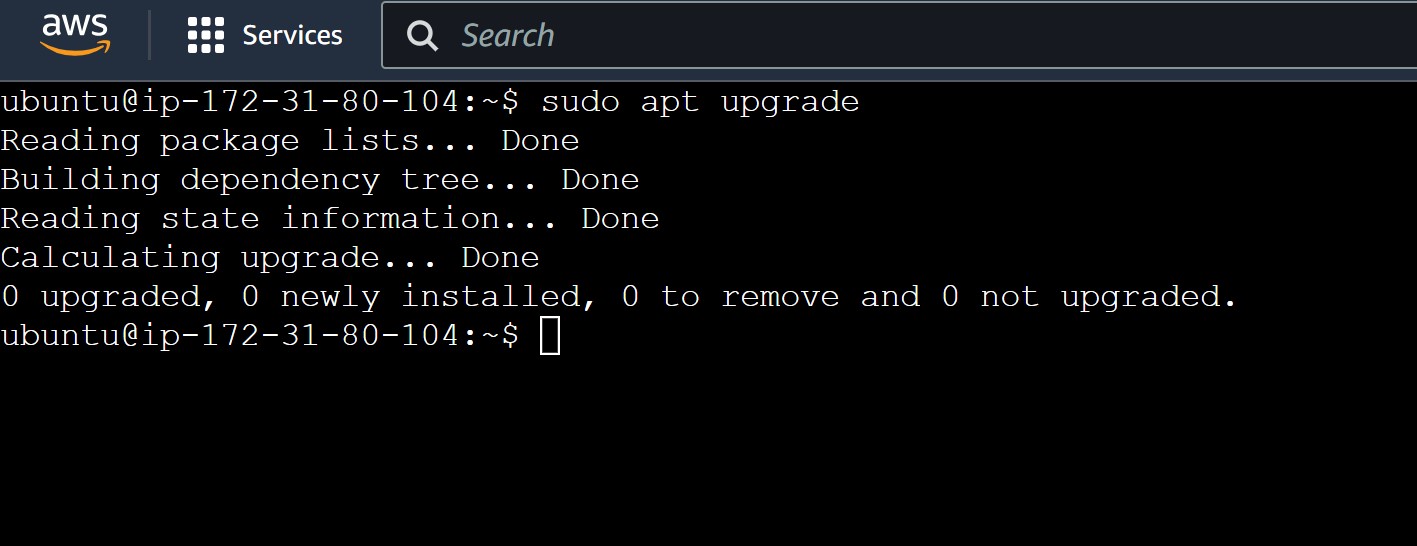 aws
Services
Search
ubuntu@ip-172-31-80-104:~$ sudo apt upgrade
Reading package lists... Done
Building dependency tree... Done
Reading state information... Done
Calculating upgrade... Done
0 upgraded, 0 newly installed, 0 to remove and 0 not upgraded.
ubuntu@ip-172-31-80-104:~$